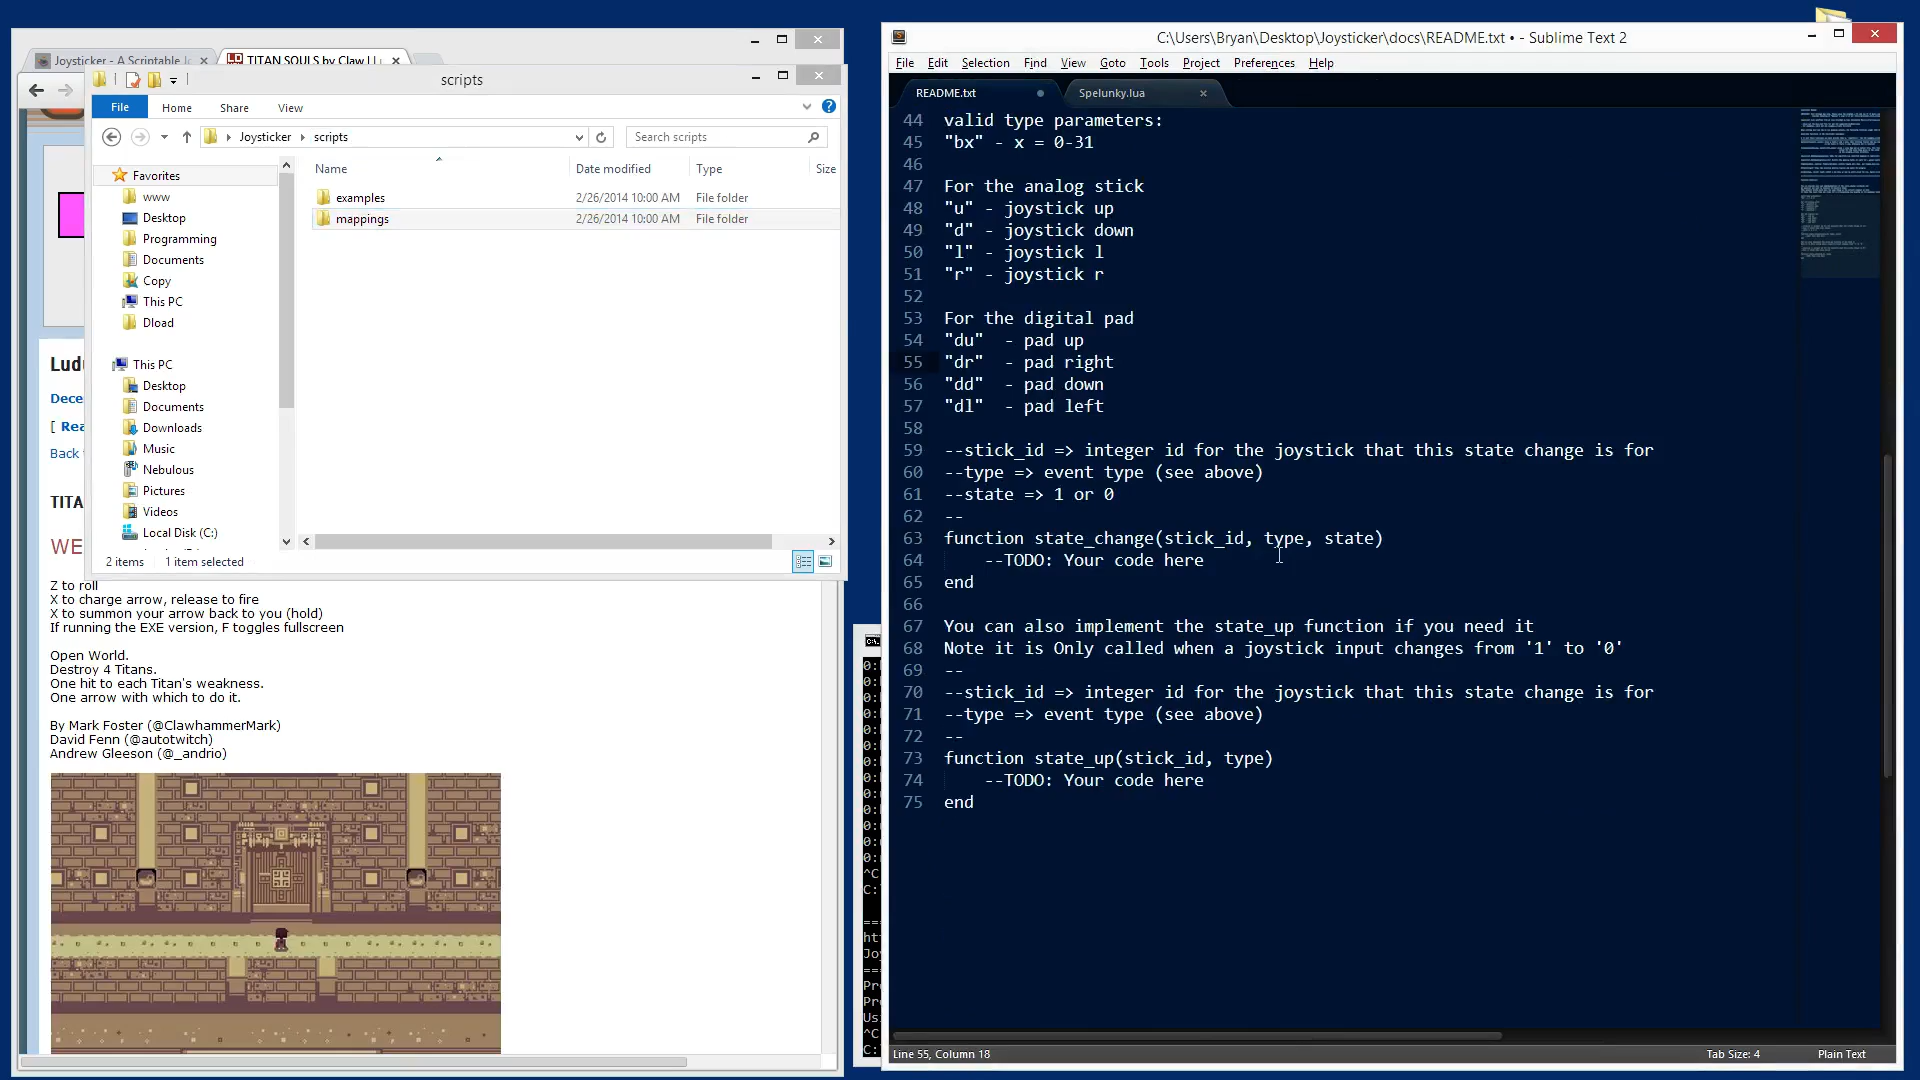 Joysticker - A Scriptable J
TITAN SOULS by Claw | Lu
scripts
File
Home
Share
View
Joysticker
scripts
Search scripts
Name
Date modified
Type
Size
Favorites
www
Desktop
Programming
Documents
Copy
This PC
Dload
This PC
Desktop
Documents
Downloads
Music
Nebulous
Pictures
Videos
Local Disk (C:)
examples
2/26/2014 10:00 AM
File folder
mappings
2/26/2014 10:00 AM
File folder
2 items
1 item selected
Dece
[ Rea
Back
TITA
WE
Z to roll
X to charge arrow, release to fire
X to summon your arrow back to you (hold)
If running the EXE version, F toggles fullscreen
Open World.
Destroy 4 Titans.
One hit to each Titan's weakness.
One arrow with which to do it.
By Mark Foster (@ClawhammerMark)
David Fenn (@autotwitch)
Andrew Gleeson (@_andrio)
C:\Users\Bryan\Desktop\Joysticker\docs\README.txt • - Sublime Text 2
File Edit Selection Find View Goto Tools Project Preferences Help
README.txt
Spelunky.lua
44 valid type parameters:
45 "bx" - x = 0-31
46
47 For the analog stick
48 "u" - joystick up
49 "d" - joystick down
50 "l" - joystick l
51 "r" - joystick r
52
53 For the digital pad
54 "du"  - pad up
55 "dr"  - pad right
56 "dd"  - pad down
57 "dl"  - pad left
58
59 --stick_id => integer id for the joystick that this state change is for
60 --type => event type (see above)
61 --state => 1 or 0
62 --
63 function state_change(stick_id, type, state)
64     --TODO: Your code here
65 end
66
67 You can also implement the state_up function if you need it
68 Note it is Only called when a joystick input changes from '1' to '0'
69 --
70 --stick_id => integer id for the joystick that this state change is for
71 --type => event type (see above)
72 --
73 function state_up(stick_id, type)
74     --TODO: Your code here
75 end
Line 55, Column 18
Tab Size: 4
Plain Text